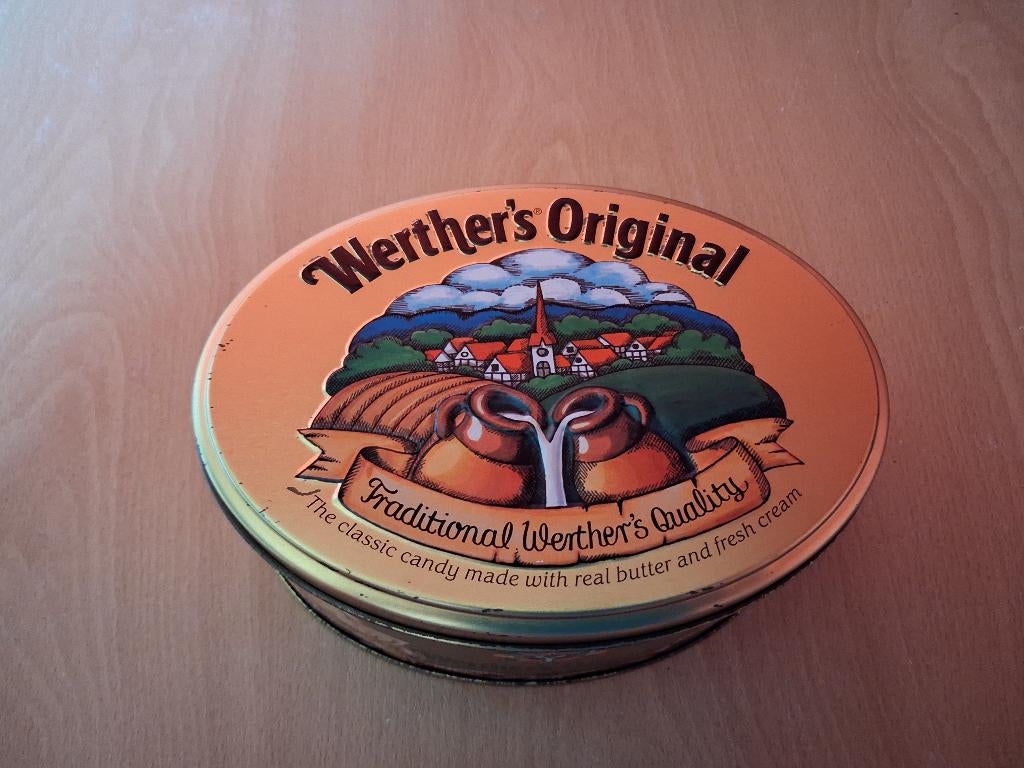 Werther's® Original
Traditional Werther's Quality
The classic candy made with real butter and fresh cream